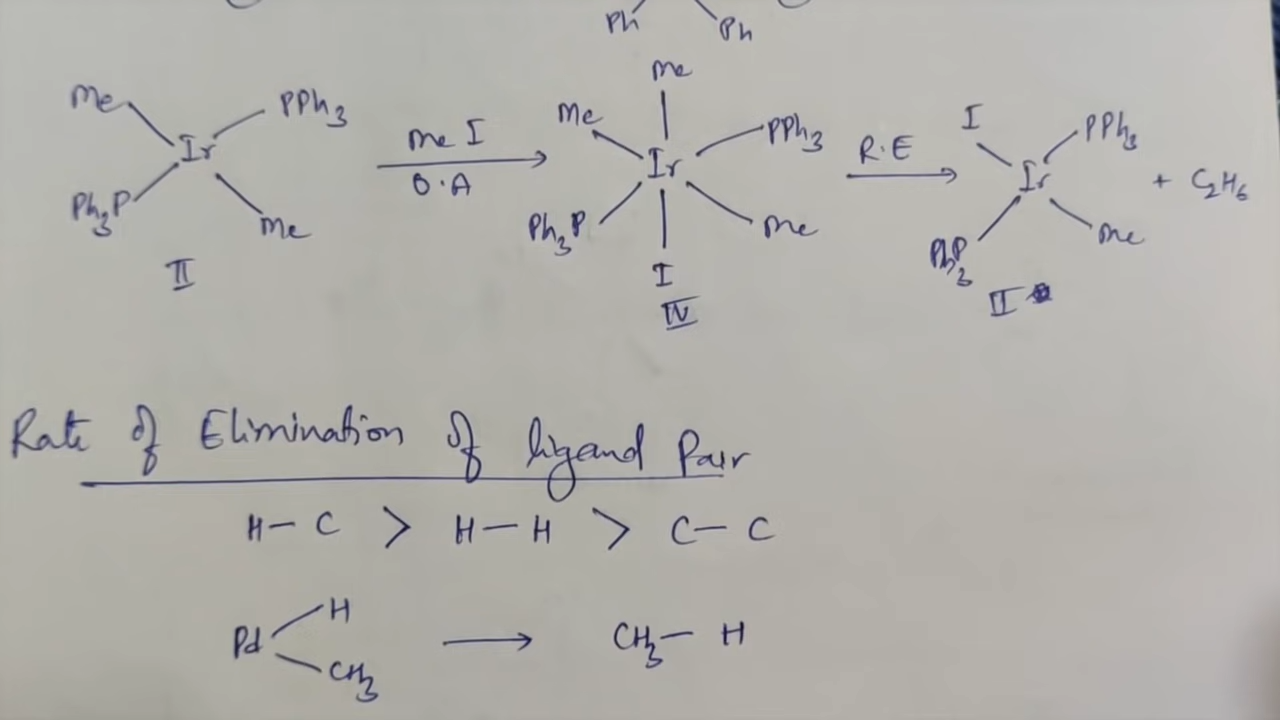 Ph Ph
Me Ir PPh3 Ph3P Me
II
Me I
O.A
Me Me Ir PPh3 Ph3P Me I
IV
R.E
I Ir PPh3 Ph3P Me + C2H6
II
Rate of Elimination of ligand Pair
H-C > H-H > C-C
Pd H CH3 → CH3-H